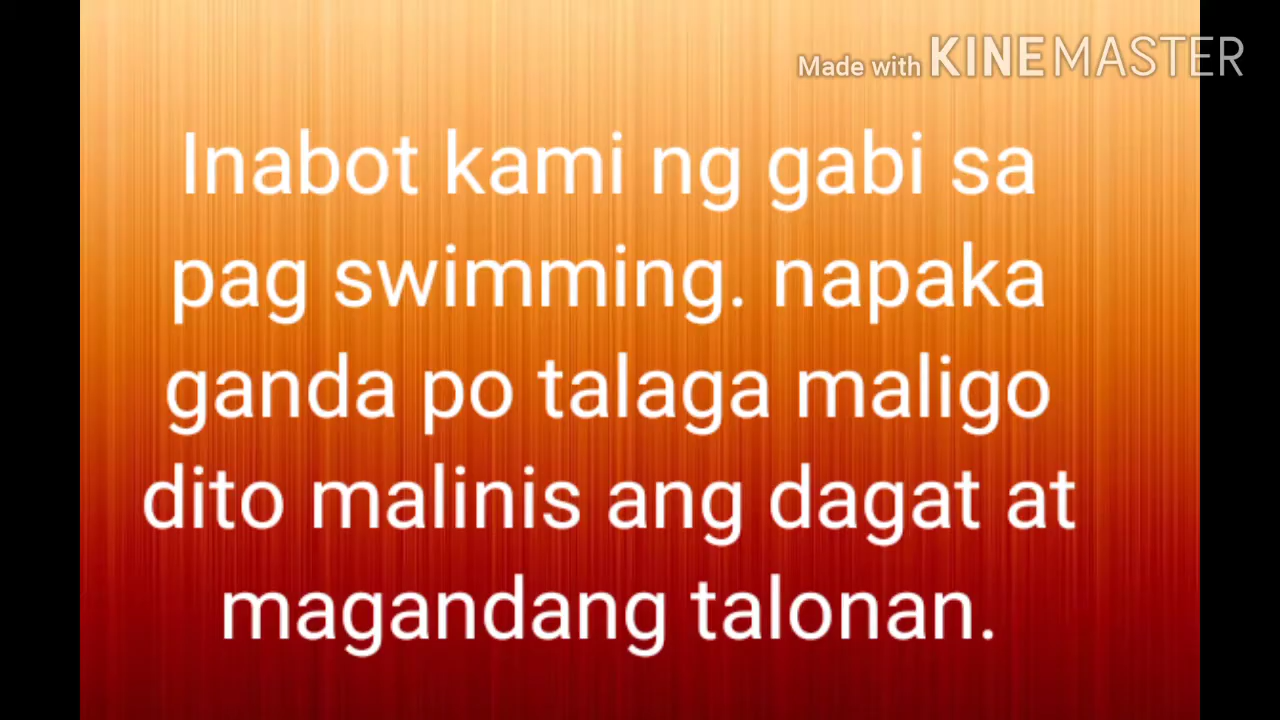 Made with KINEMASTER
Inabot kami ng gabi sa
pag swimming. napaka
ganda po talaga maligo
dito malinis ang dagat at
magandang talonan.